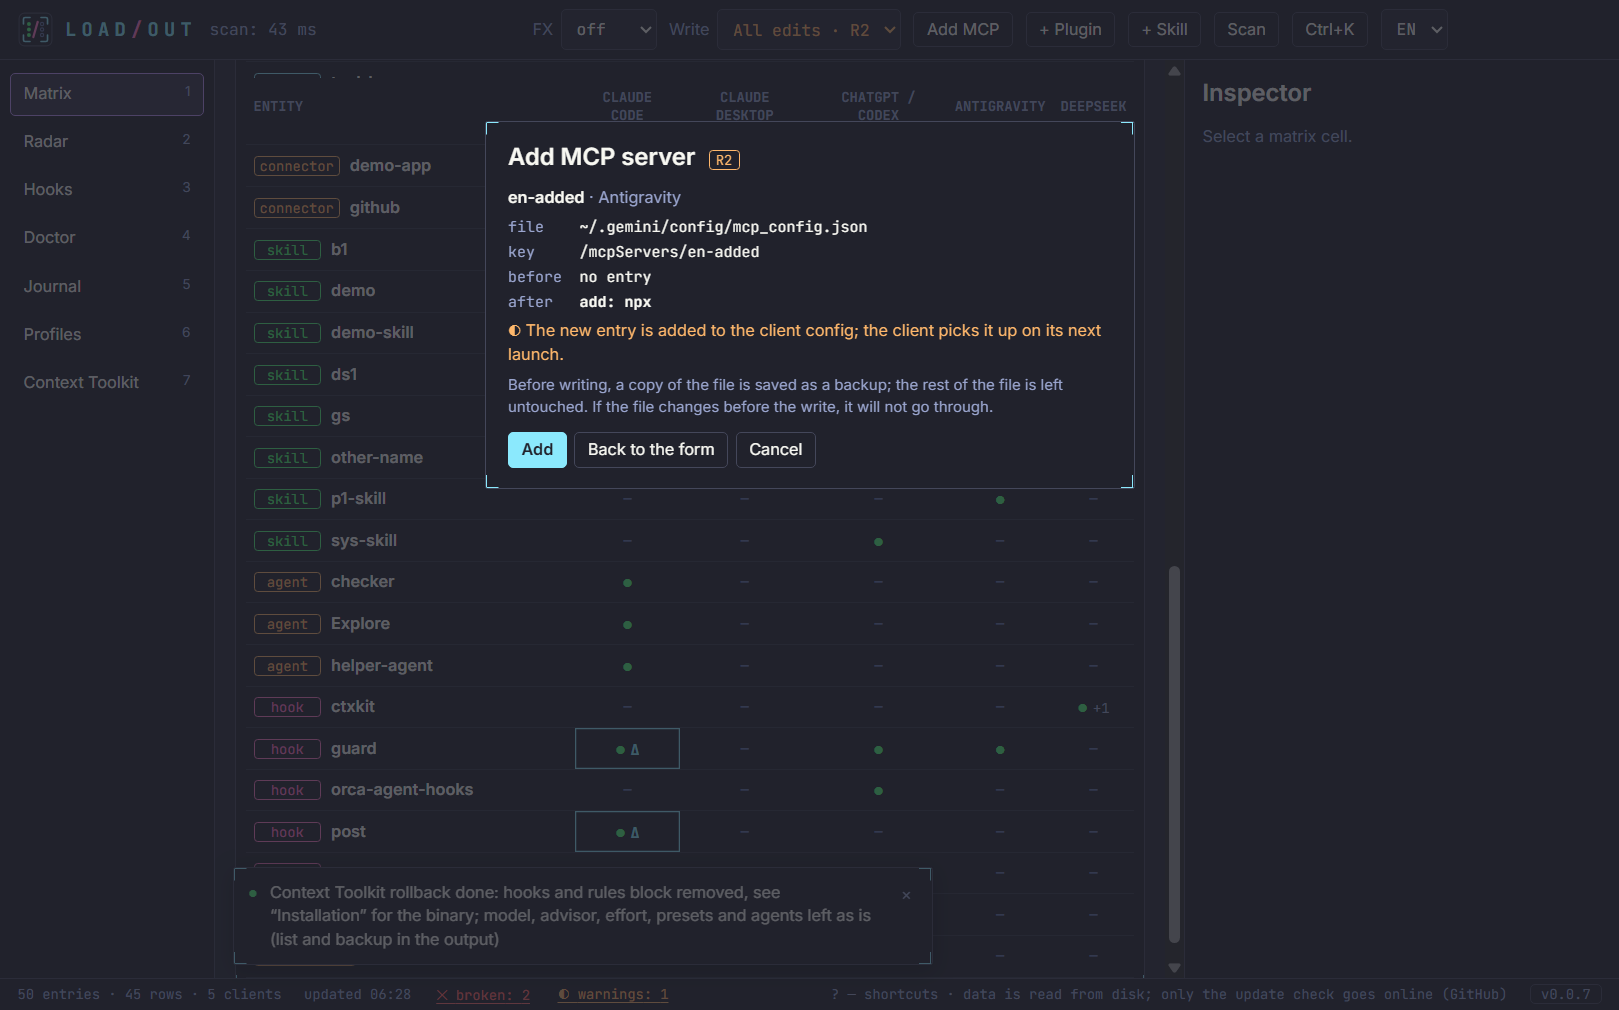 LOAD/OUT scan: 43 ms FX off Write All edits · R2 Add MCP + Plugin + Skill Scan Ctrl+K EN
Matrix 1
Radar 2
Hooks 3
Doctor 4
Journal 5
Profiles 6
Context Toolkit 7
ENTITY CLAUDE CODE CLAUDE DESKTOP CHATGPT / CODEX ANTIGRAVITY DEEPSEEK
connector demo-app
connector github
skill b1
skill demo
skill demo-skill
skill ds1
skill gs
skill other-name
skill p1-skill – – – ● –
skill sys-skill – – ● – –
agent checker ● – – – –
agent Explore ● – – – –
agent helper-agent ● – – – –
hook ctxkit – – – – ● +1
hook guard ● Δ – ● ● –
hook orca-agent-hooks – – ● – –
hook post ● Δ – – – –
Add MCP server R2
en-added · Antigravity
file ~/.gemini/config/mcp_config.json
key /mcpServers/en-added
before no entry
after add: npx
The new entry is added to the client config; the client picks it up on its next
launch.
Before writing, a copy of the file is saved as a backup; the rest of the file is left
untouched. If the file changes before the write, it will not go through.
Add Back to the form Cancel
Inspector
Select a matrix cell.
Context Toolkit rollback done: hooks and rules block removed, see ×
“Installation” for the binary; model, advisor, effort, presets and agents left as is
(list and backup in the output)
50 entries · 45 rows · 5 clients updated 06:28 × broken: 2 warnings: 1 ? — shortcuts · data is read from disk; only the update check goes online (GitHub) v0.0.7